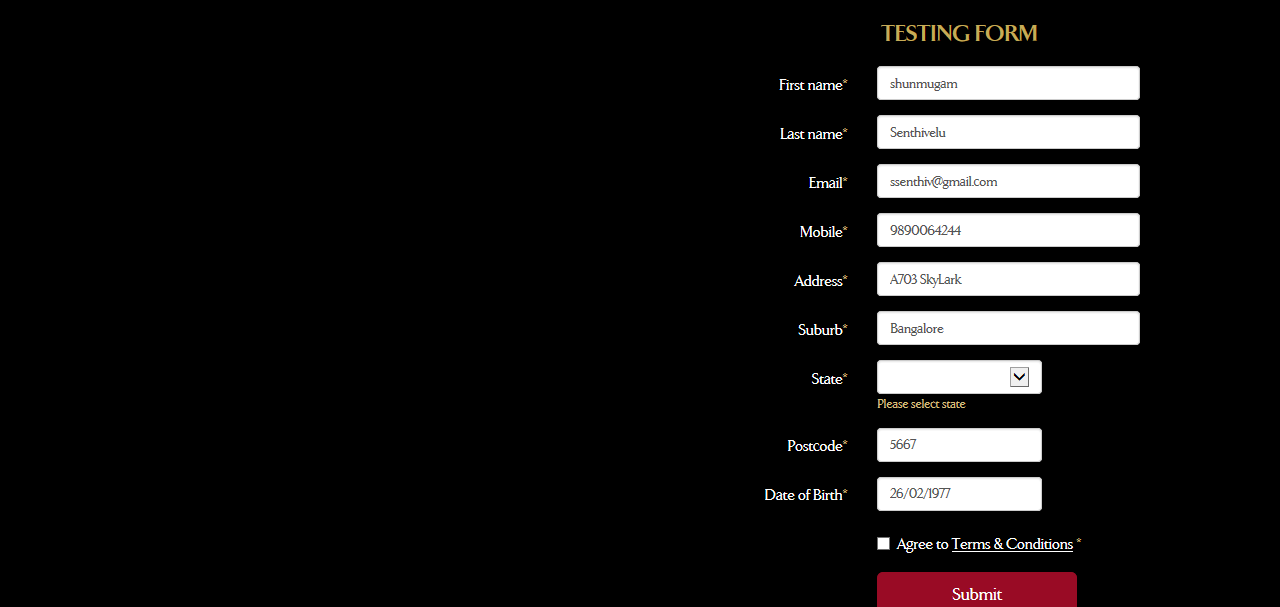 TESTING FORM
First name* shunmugam
Last name* Senthivelu
Email* ssenthiv@gmail.com
Mobile* 9890064244
Address* A703 SkyLark
Suburb* Bangalore
State*
Please select state
Postcode* 5667
Date of Birth* 26/02/1977
Agree to Terms & Conditions *
Submit